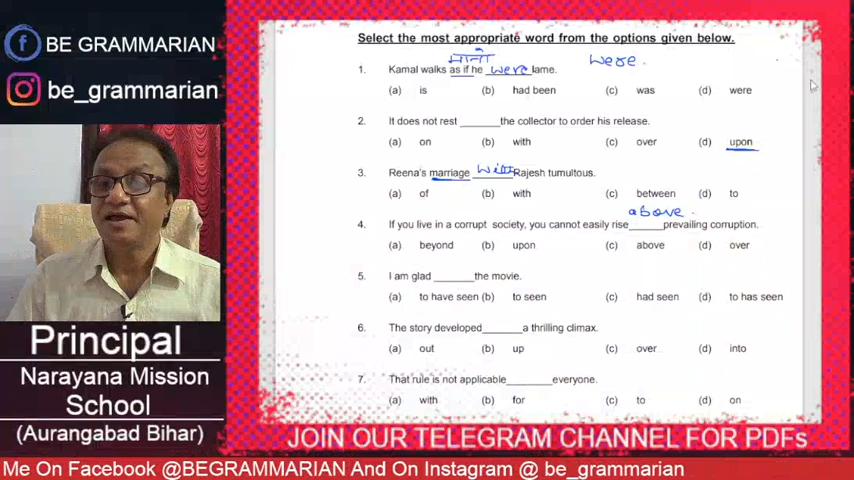 BE GRAMMARIAN
be_grammarian
Principal
Narayana Mission
School
(Aurangabad Bihar)
Select the most appropriate word from the options given below.
माना were.
1. Kamal walks as if he were lame.
(a) is (b) had been (c) was (d) were
2. It does not rest _______the collector to order his release.
(a) on (b) with (c) over (d) upon
3. Reena's marriage with Rajesh tumultous.
(a) of (b) with (c) between (d) to
above.
4. If you live in a corrupt society, you cannot easily rise______prevailing corruption.
(a) beyond (b) upon (c) above (d) over
5. I am glad _______the movie.
(a) to have seen (b) to seen (c) had seen (d) to has seen
6. The story developed_______a thrilling climax.
(a) out (b) up (c) over (d) into
7. That rule is not applicable________everyone.
(a) with (b) for (c) to (d) on
JOIN OUR TELEGRAM CHANNEL FOR PDFs
Me On Facebook @BEGRAMMARIAN And On Instagram @ be_grammarian